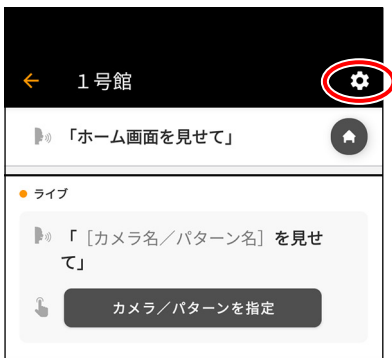 １号館
「ホーム画面を見せて」
ライブ
「［カメラ名／パターン名］を見せ
て」
カメラ／パターンを指定